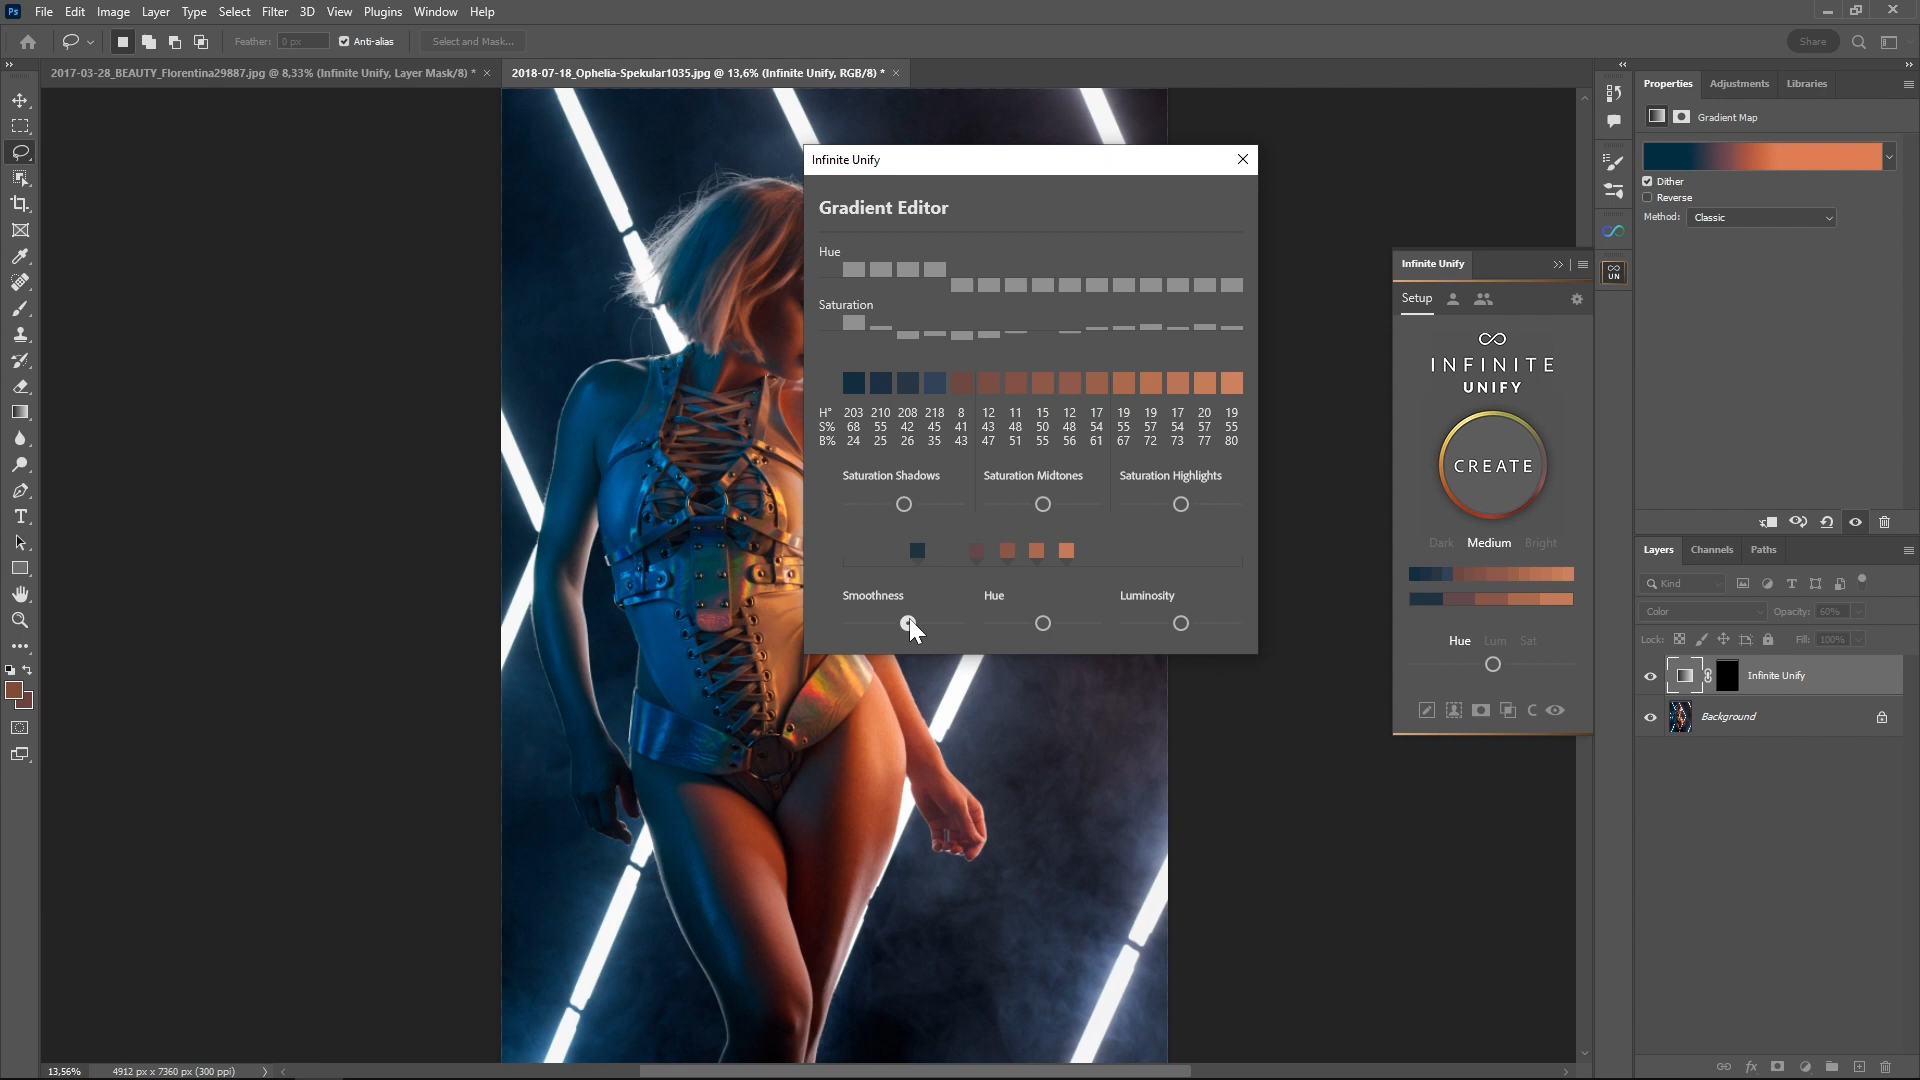 Ps File Edit Image Layer Type Select Filter 3D View Plugins Window Help
Feather: 0 px Anti-alias Select and Mask... Share
2017-03-28_BEAUTY_Florentina29887.jpg @ 8,33% (Infinite Unify, Layer Mask/8) * ×
2018-07-18_Ophelia-Spekular1035.jpg @ 13,6% (Infinite Unify, RGB/8) * ×
Infinite Unify
Gradient Editor
Hue
Saturation
H° 203 210 208 218 8 12 11 15 12 17 19 19 17 20 19
S% 68 55 42 45 41 43 48 50 48 54 55 57 54 57 55
B% 24 25 26 35 43 47 51 55 56 61 67 72 73 77 80
Saturation Shadows Saturation Midtones Saturation Highlights
Smoothness Hue Luminosity
Infinite Unify
Setup
INFINITE
UNIFY
CREATE
Dark Medium Bright
Hue Lum Sat
C
UN
Properties Adjustments Libraries
Gradient Map
Dither
Reverse
Method: Classic
Layers Channels Paths
Kind
Color Opacity: 60%
Lock: Fill: 100%
Infinite Unify
Background
fx
13,56% 4912 px x 7360 px (300 ppi)